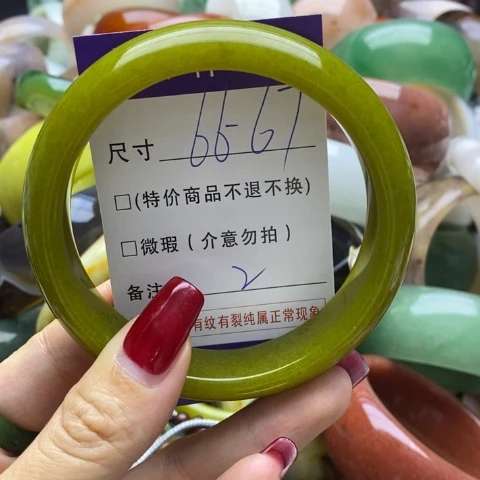 尺寸 66-67
□(特价商品不退不换)
□微瑕(介意勿拍)
备注 2
有纹有裂纯属正常现象